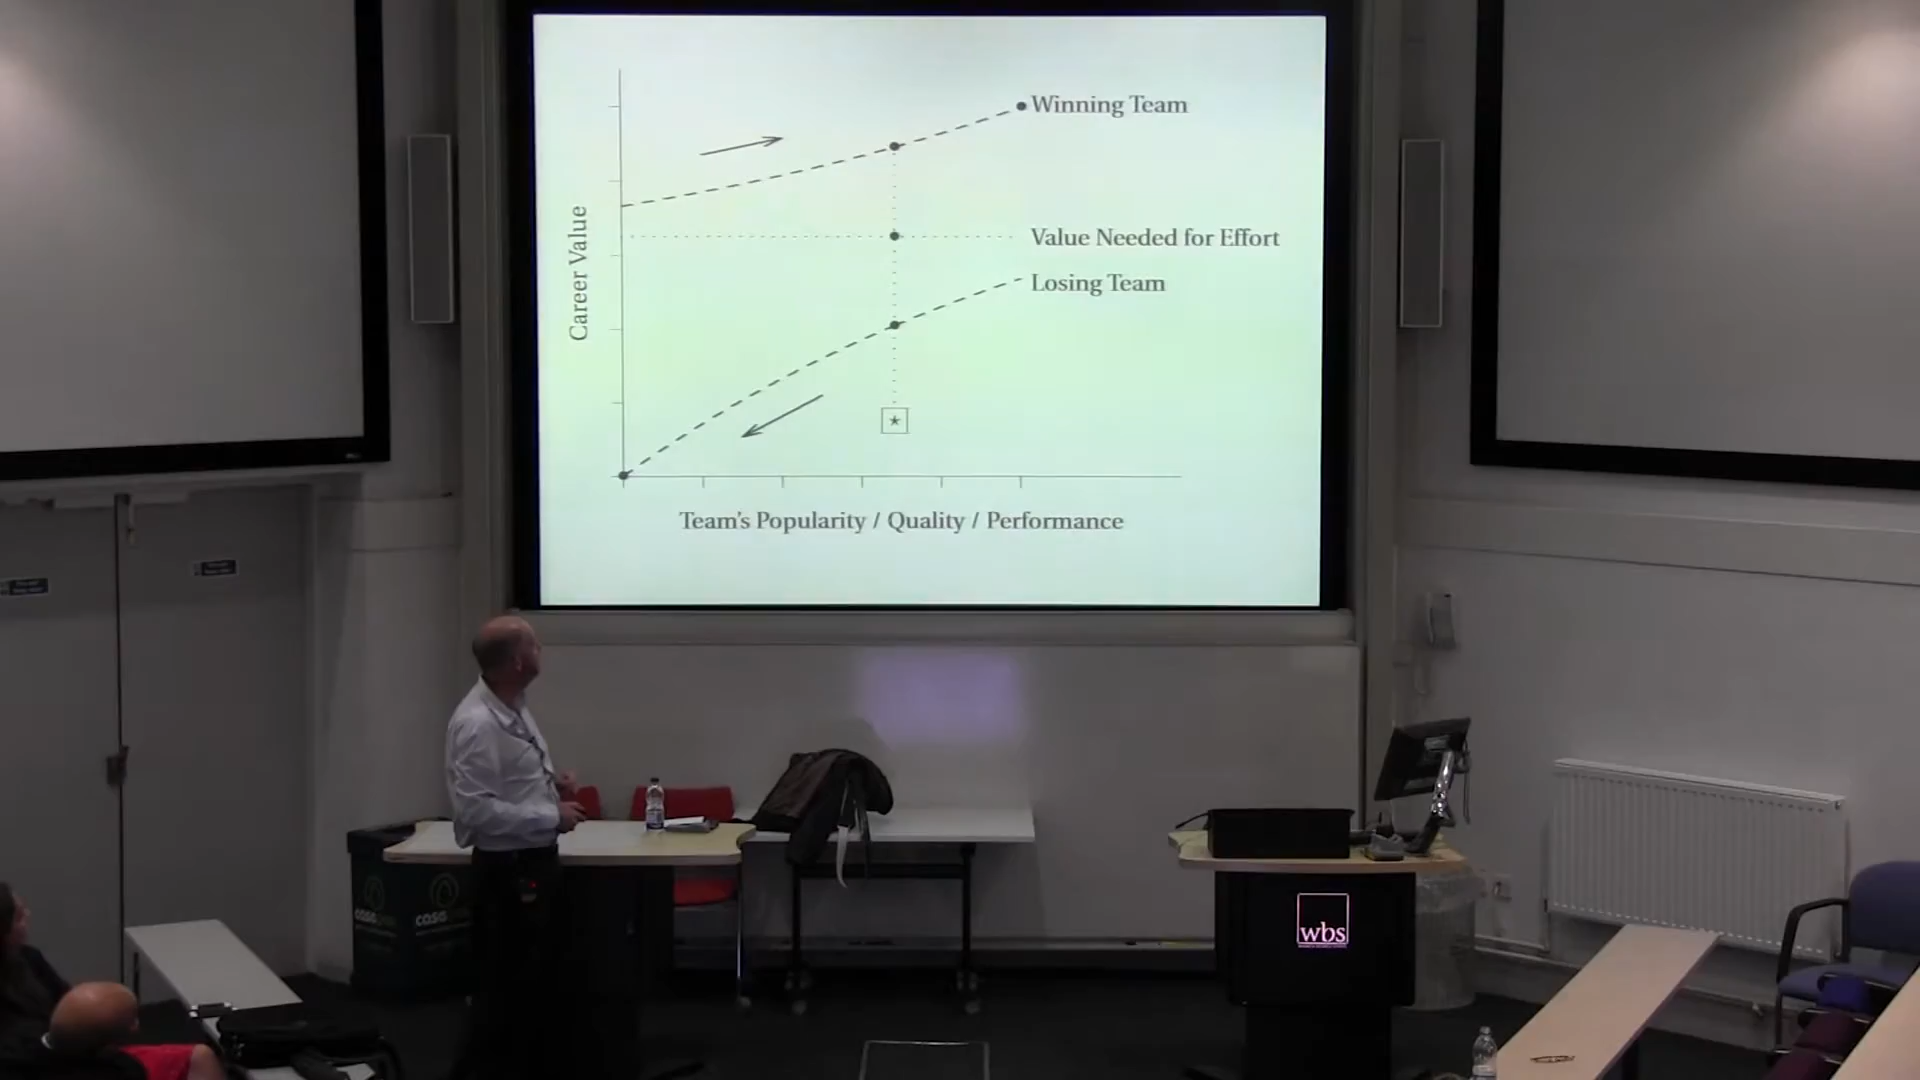 Winning Team
Value Needed for Effort
Losing Team
Career Value
Team's Popularity / Quality / Performance
wbs